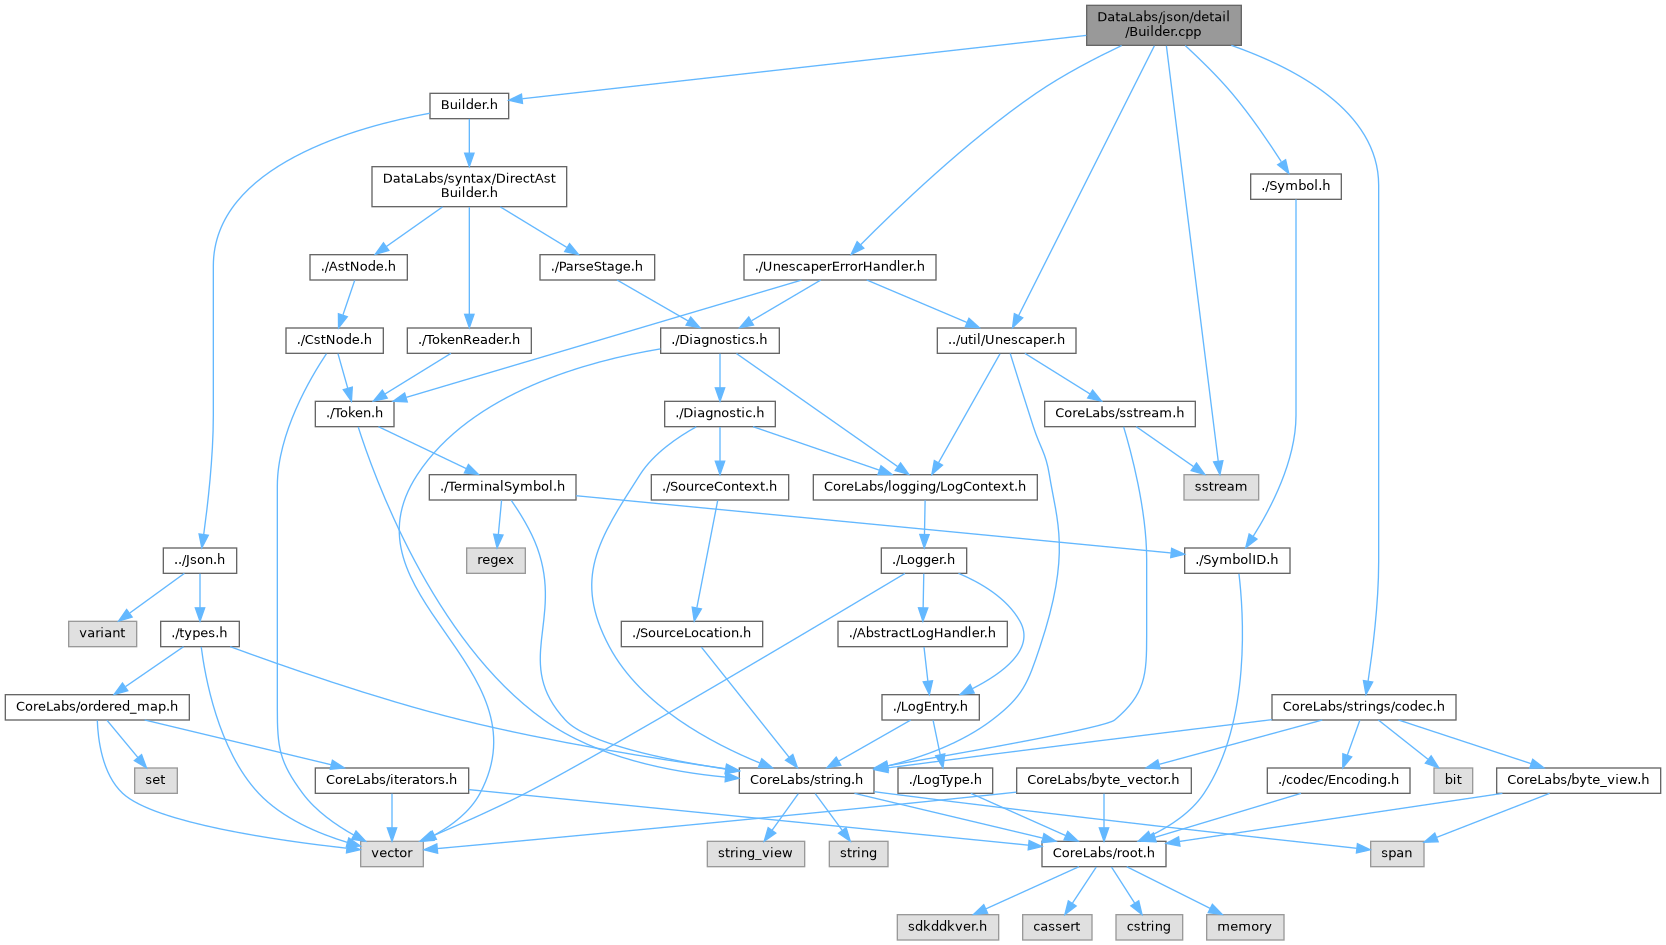 DataLabs/json/detail
/Builder.cpp
Builder.h
DataLabs/syntax/DirectAst
Builder.h
./Symbol.h
./AstNode.h
./ParseStage.h
./UnescaperErrorHandler.h
./CstNode.h
./TokenReader.h
./Diagnostics.h
../util/Unescaper.h
./Token.h
./Diagnostic.h
CoreLabs/sstream.h
./TerminalSymbol.h
./SourceContext.h
CoreLabs/logging/LogContext.h
sstream
../Json.h
regex
./Logger.h
./SymbolID.h
variant
./types.h
./SourceLocation.h
./AbstractLogHandler.h
CoreLabs/ordered_map.h
./LogEntry.h
CoreLabs/strings/codec.h
set
CoreLabs/iterators.h
CoreLabs/string.h
./LogType.h
CoreLabs/byte_vector.h
./codec/Encoding.h
bit
CoreLabs/byte_view.h
vector
string_view
string
CoreLabs/root.h
span
sdkddkver.h
cassert
cstring
memory